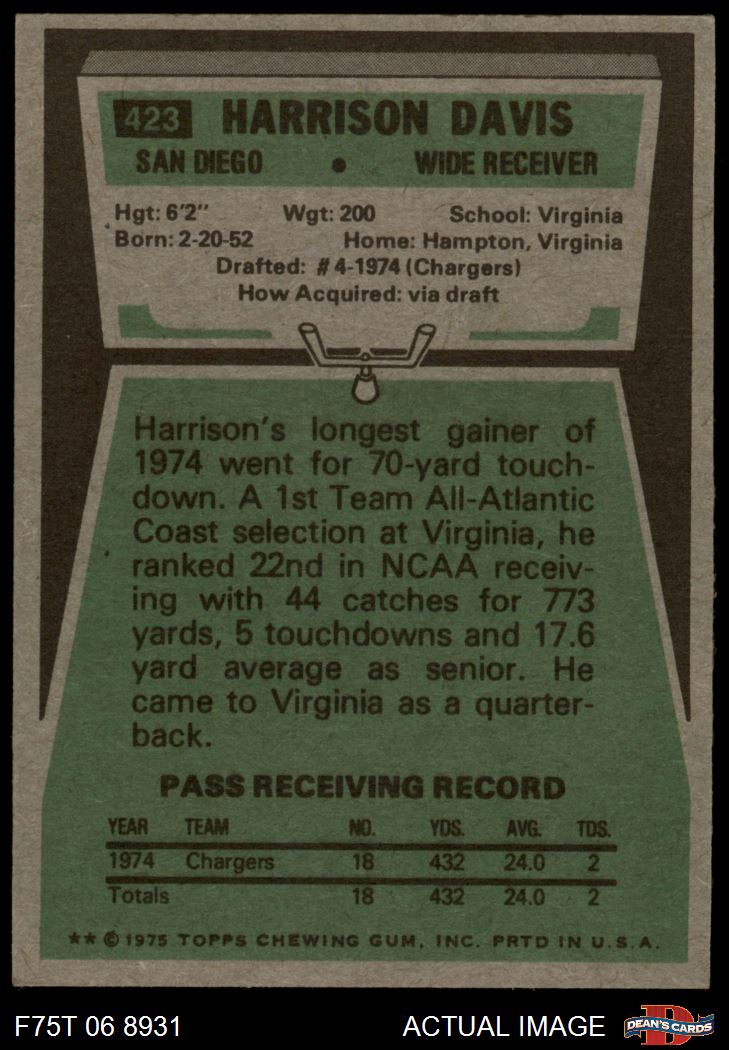 423 HARRISON DAVIS
SAN DIEGO • WIDE RECEIVER
Hgt: 6'2" Wgt: 200 School: Virginia
Born: 2-20-52 Home: Hampton, Virginia
Drafted: #4-1974 (Chargers)
How Acquired: via draft
Harrison's longest gainer of
1974 went for 70-yard touch-
down. A 1st Team All-Atlantic
Coast selection at Virginia, he
ranked 22nd in NCAA receiv-
ing with 44 catches for 773
yards, 5 touchdowns and 17.6
yard average as senior. He
came to Virginia as a quarter-
back.
PASS RECEIVING RECORD
YEAR TEAM NO. YDS. AVG. TDS.
1974 Chargers 18 432 24.0 2
Totals 18 432 24.0 2
** © 1975 TOPPS CHEWING GUM, INC. PRTD IN U.S.A.
F75T 06 8931 ACTUAL IMAGE D DEAN'S CARDS